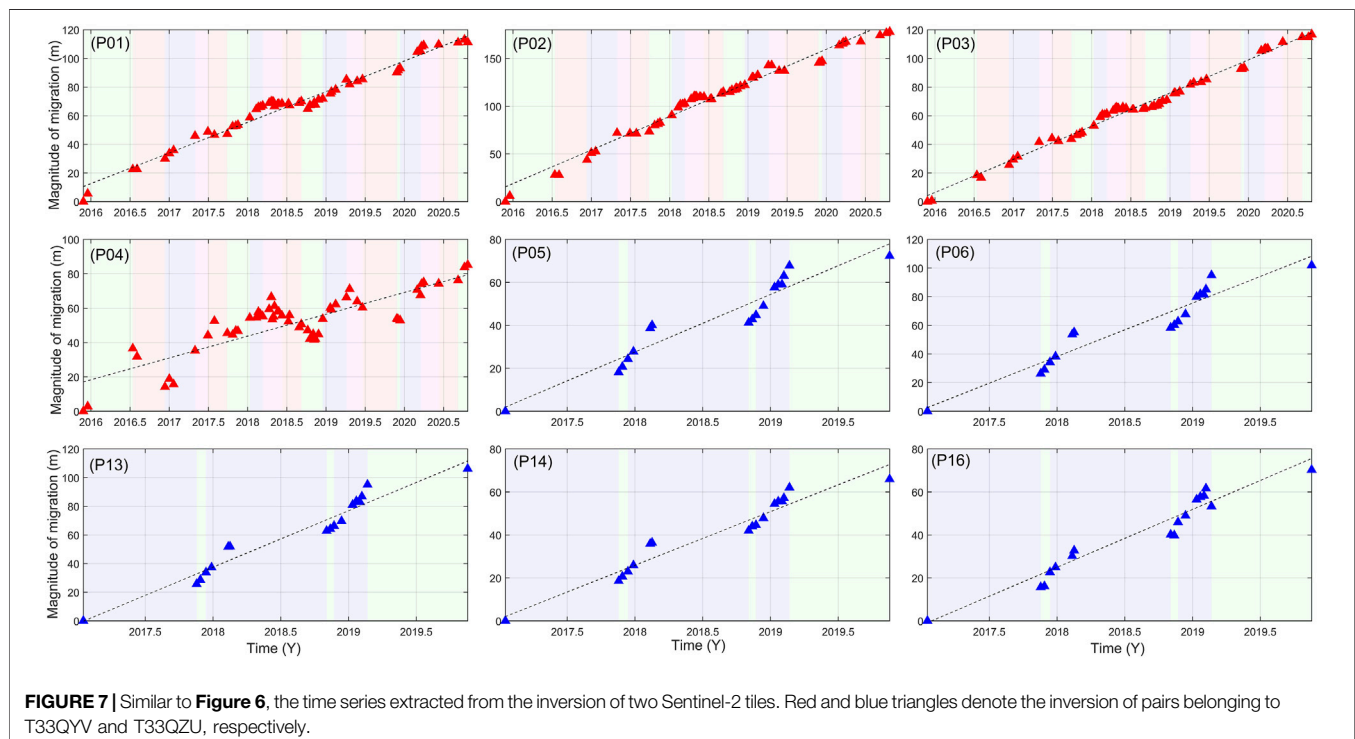 (P01)
Magnitude of migration (m)
120
100
80
60
40
20
0
2016 2016.5 2017 2017.5 2018 2018.5 2019 2019.5 2020 2020.5
(P02)
150
100
50
0
2016 2016.5 2017 2017.5 2018 2018.5 2019 2019.5 2020 2020.5
(P03)
120
100
80
60
40
20
0
2016 2016.5 2017 2017.5 2018 2018.5 2019 2019.5 2020 2020.5
(P04)
Magnitude of migration (m)
100
80
60
40
20
0
2016 2016.5 2017 2017.5 2018 2018.5 2019 2019.5 2020 2020.5
(P05)
80
60
40
20
0
2017.5 2018 2018.5 2019 2019.5
(P06)
120
100
80
60
40
20
0
2017.5 2018 2018.5 2019 2019.5
(P13)
Magnitude of migration (m)
120
100
80
60
40
20
0
2017.5 2018 2018.5 2019 2019.5
Time (Y)
(P14)
80
60
40
20
0
2017.5 2018 2018.5 2019 2019.5
Time (Y)
(P16)
80
60
40
20
0
2017.5 2018 2018.5 2019 2019.5
Time (Y)
FIGURE 7 | Similar to Figure 6, the time series extracted from the inversion of two Sentinel-2 tiles. Red and blue triangles denote the inversion of pairs belonging to
T33QYV and T33QZU, respectively.